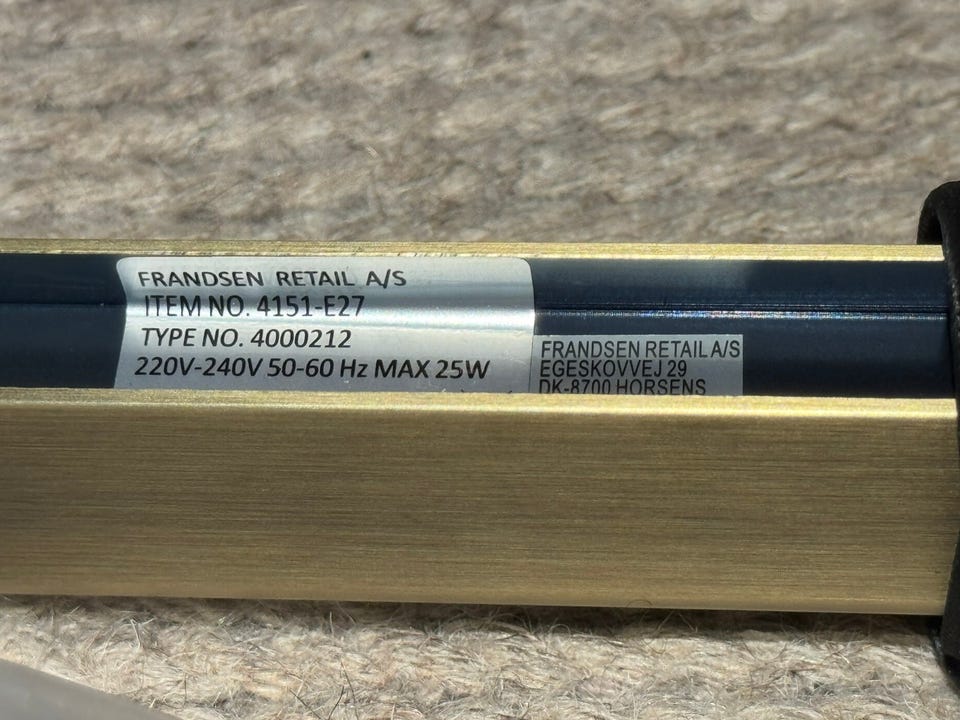 FRANDSEN RETAIL A/S
ITEM NO. 4151-E27
TYPE NO. 4000212
220V-240V 50-60 Hz MAX 25W
FRANDSEN RETAIL A/S
EGESKOVVEJ 29
DK-8700 HORSENS